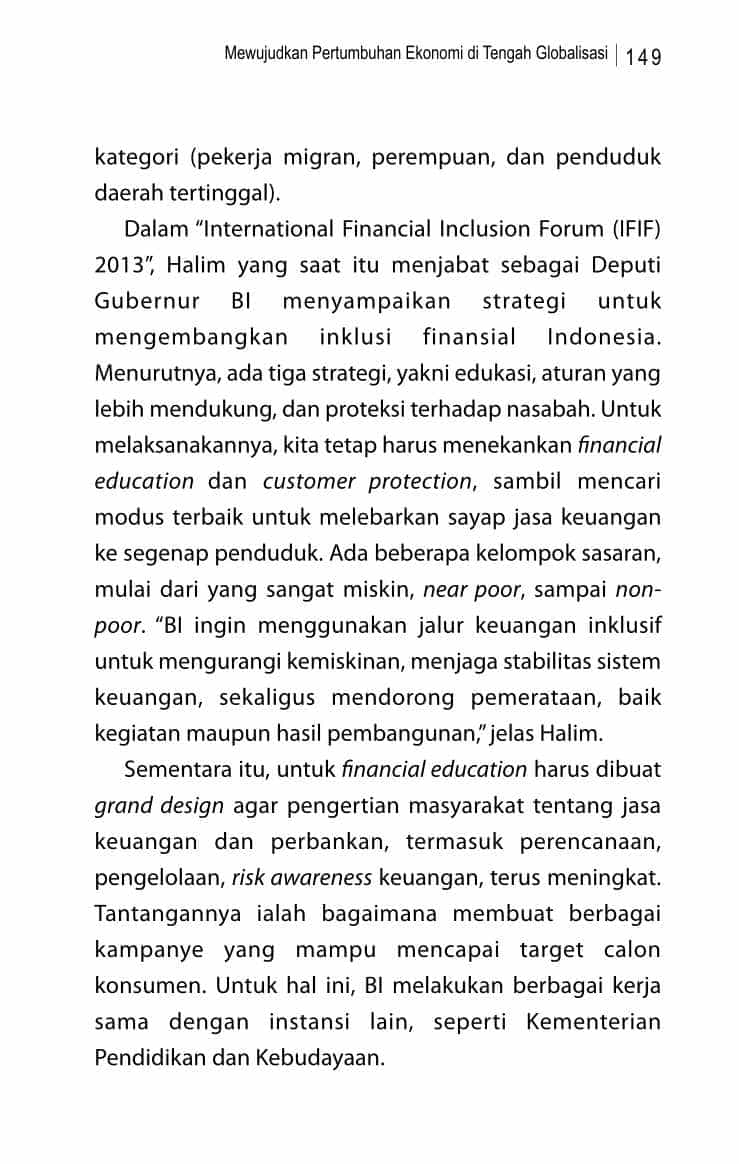 Mewujudkan Pertumbuhan Ekonomi di Tengah Globalisasi | 149
kategori (pekerja migran, perempuan, dan penduduk
daerah tertinggal).
Dalam “International Financial Inclusion Forum (IFIF)
2013”, Halim yang saat itu menjabat sebagai Deputi
Gubernur BI menyampaikan strategi untuk
mengembangkan inklusi finansial Indonesia.
Menurutnya, ada tiga strategi, yakni edukasi, aturan yang
lebih mendukung, dan proteksi terhadap nasabah. Untuk
melaksanakannya, kita tetap harus menekankan financial
education dan customer protection, sambil mencari
modus terbaik untuk melebarkan sayap jasa keuangan
ke segenap penduduk. Ada beberapa kelompok sasaran,
mulai dari yang sangat miskin, near poor, sampai non-
poor. “BI ingin menggunakan jalur keuangan inklusif
untuk mengurangi kemiskinan, menjaga stabilitas sistem
keuangan, sekaligus mendorong pemerataan, baik
kegiatan maupun hasil pembangunan,” jelas Halim.
Sementara itu, untuk financial education harus dibuat
grand design agar pengertian masyarakat tentang jasa
keuangan dan perbankan, termasuk perencanaan,
pengelolaan, risk awareness keuangan, terus meningkat.
Tantangannya ialah bagaimana membuat berbagai
kampanye yang mampu mencapai target calon
konsumen. Untuk hal ini, BI melakukan berbagai kerja
sama dengan instansi lain, seperti Kementerian
Pendidikan dan Kebudayaan.